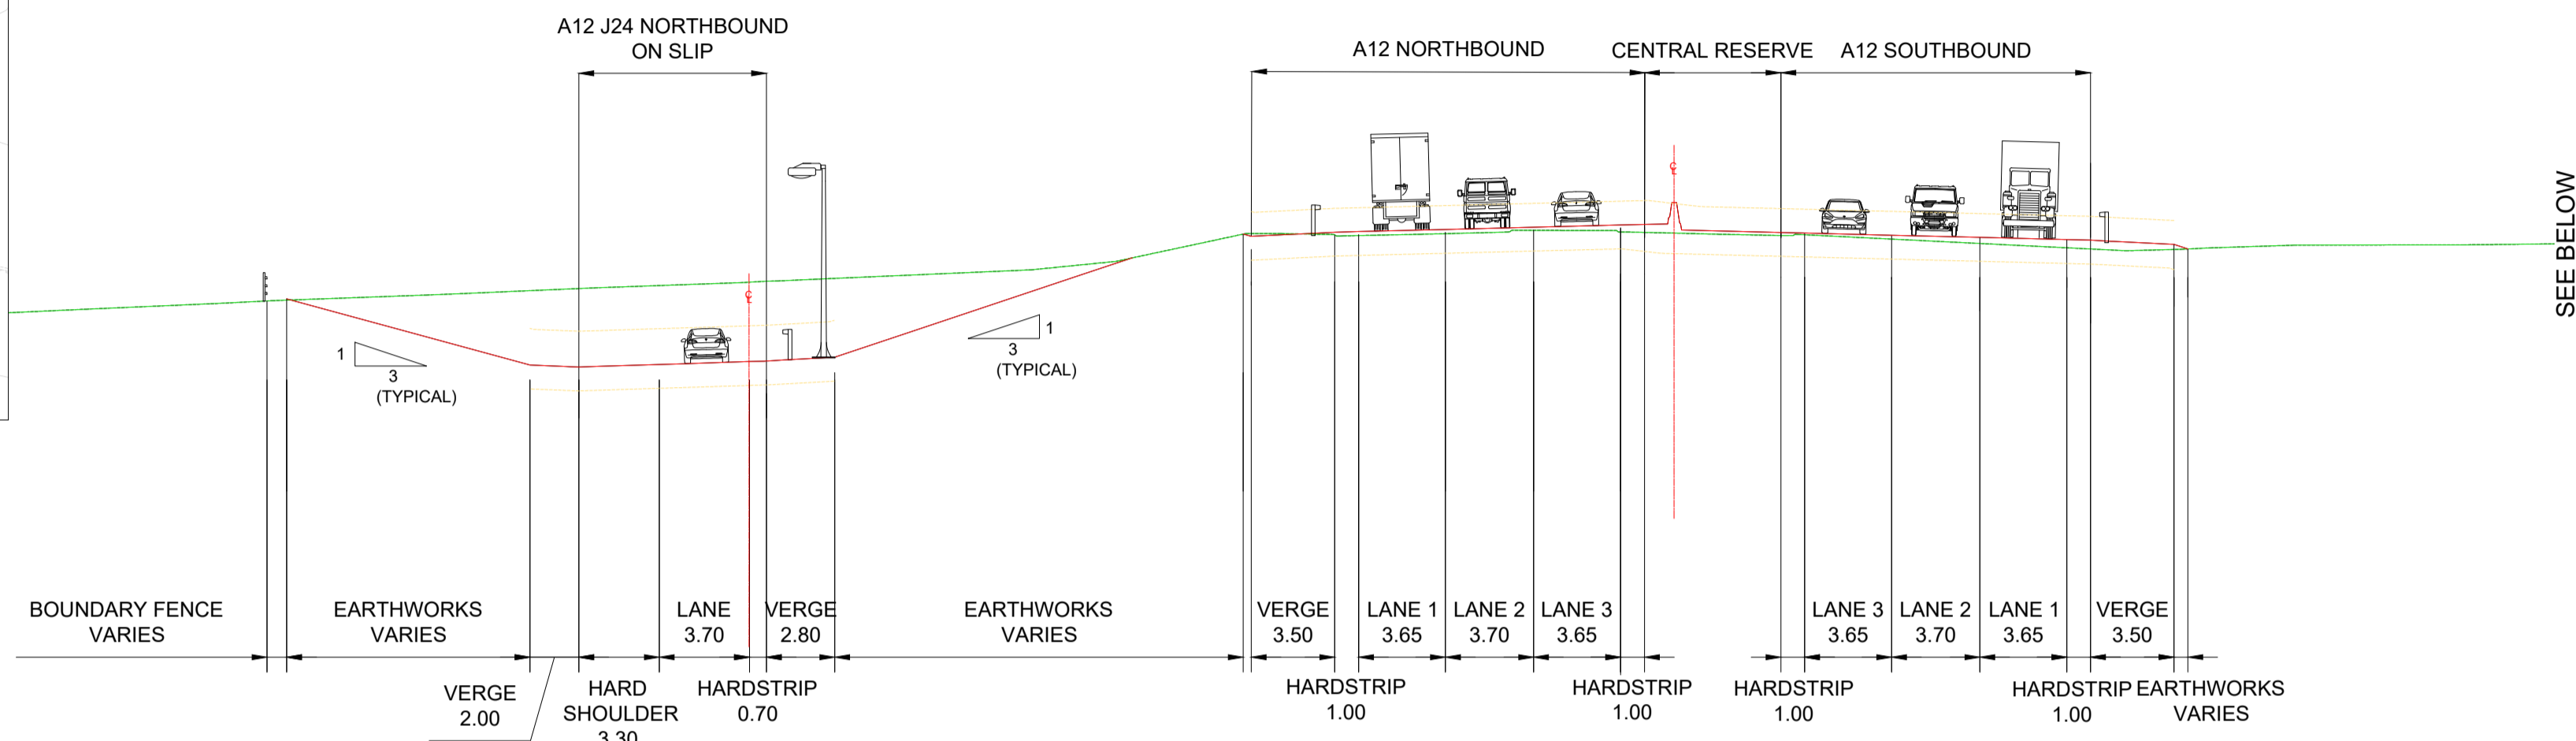 A12 J24 NORTHBOUND
ON SLIP
A12 NORTHBOUND
CENTRAL RESERVE
A12 SOUTHBOUND
SEE BELOW
1
3
(TYPICAL)
1
3
(TYPICAL)
BOUNDARY FENCE
VARIES
EARTHWORKS
VARIES
LANE
3.70
VERGE
2.80
EARTHWORKS
VARIES
VERGE
3.50
LANE 1
3.65
LANE 2
3.70
LANE 3
3.65
LANE 3
3.65
LANE 2
3.70
LANE 1
3.65
VERGE
3.50
VERGE
2.00
HARD
SHOULDER
3.30
HARDSTRIP
0.70
HARDSTRIP
1.00
HARDSTRIP
1.00
HARDSTRIP
1.00
HARDSTRIP
1.00
EARTHWORKS
VARIES